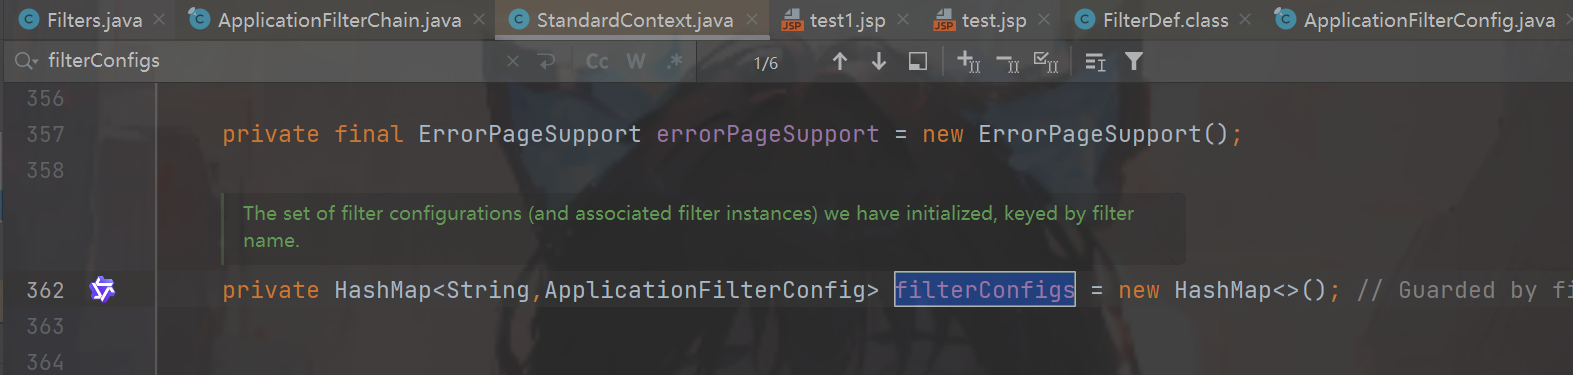 Filters.java ApplicationFilterChain.java StandardContext.java test1.jsp test.jsp FilterDef.class ApplicationFilterConfig.java
filterConfigs Cc W .* 1/6
356
357 private final ErrorPageSupport errorPageSupport = new ErrorPageSupport();
358
The set of filter configurations (and associated filter instances) we have initialized, keyed by filter
name.
362 private HashMap<String,ApplicationFilterConfig> filterConfigs = new HashMap<>(); // Guarded by fi
363
364